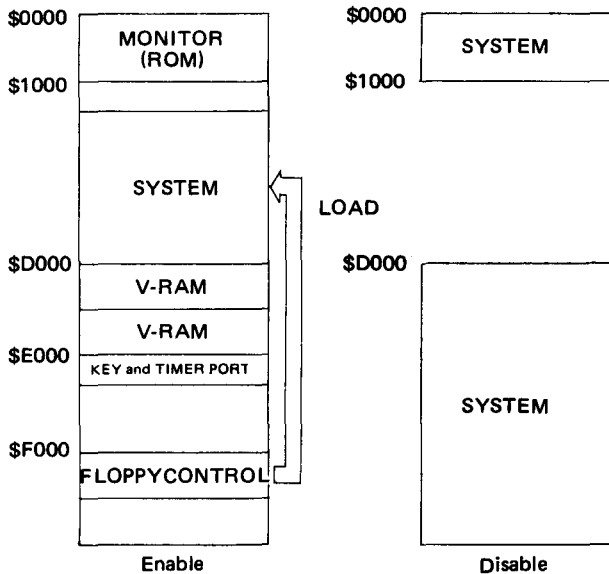 $0000
MONITOR
(ROM)
$1000
SYSTEM
LOAD
$D000
V-RAM
V-RAM
$E000
KEY and TIMER PORT
$F000
FLOPPYCONTROL
Enable
$0000
SYSTEM
$1000
$D000
SYSTEM
Disable